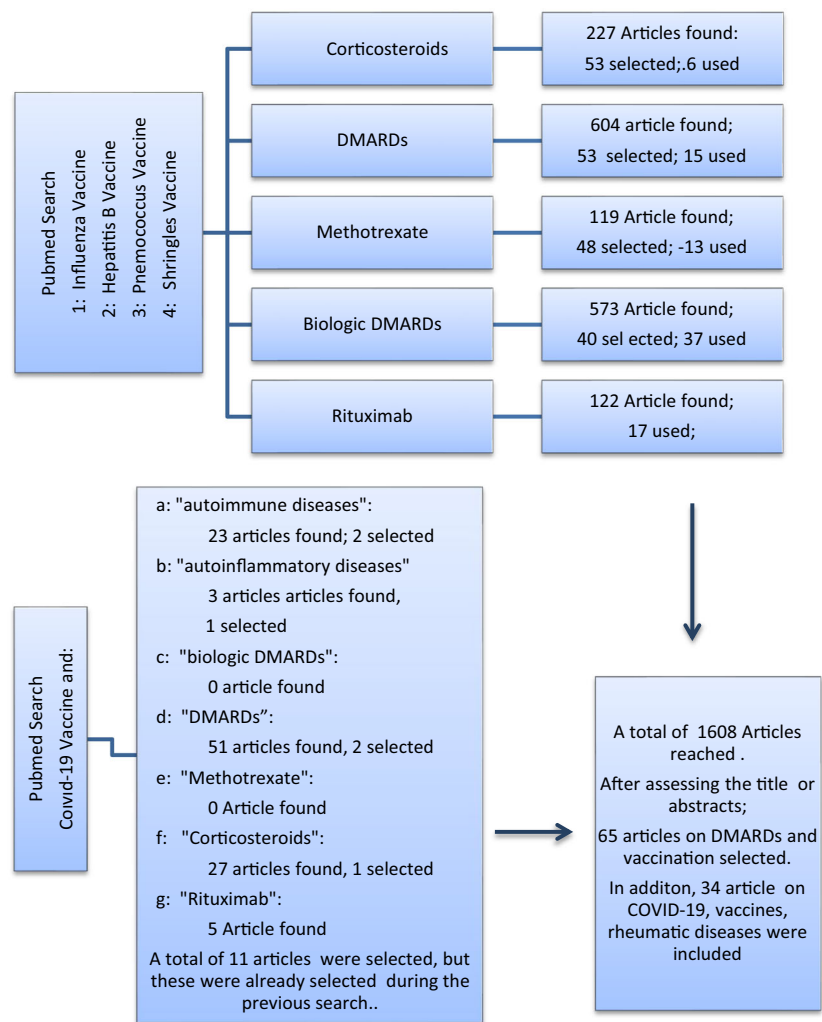 Pubmed Search
1: Influenza Vaccine
2: Hepatitis B Vaccine
3: Pnemococcus Vaccine
4: Shringles Vaccine
Corticosteroids
227 Articles found:
53 selected;.6 used
DMARDs
604 article found;
53 selected; 15 used
Methotrexate
119 Article found;
48 selected; -13 used
Biologic DMARDs
573 Article found;
40 sel ected; 37 used
Rituximab
122 Article found;
17 used;
Pubmed Search
Coivd-19 Vaccine and:
a: "autoimmune diseases":
23 articles found; 2 selected
b: "autoinflammatory diseases"
3 articles articles found,
1 selected
c: "biologic DMARDs":
0 article found
d: "DMARDs”:
51 articles found, 2 selected
e: "Methotrexate":
0 Article found
f: "Corticosteroids":
27 articles found, 1 selected
g: "Rituximab":
5 Article found
A total of 11 articles were selected, but
these were already selected during the
previous search..
A total of 1608 Articles
reached .
After assessing the title or
abstracts;
65 articles on DMARDs and
vaccination selected.
In additon, 34 article on
COVID-19, vaccines,
rheumatic diseases were
included